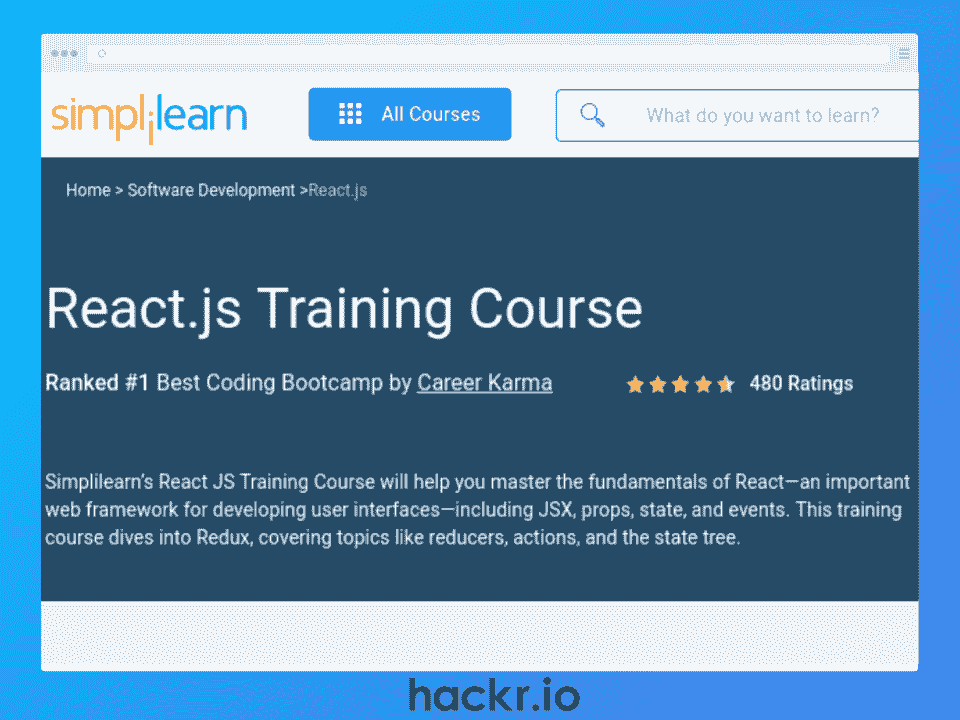 simplilearn
All Courses
What do you want to learn?
Home > Software Development >React.js
React.js Training Course
Ranked #1 Best Coding Bootcamp by Career Karma
480 Ratings
Simplilearn's React JS Training Course will help you master the fundamentals of React—an important
web framework for developing user interfaces—including JSX, props, state, and events. This training
course dives into Redux, covering topics like reducers, actions, and the state tree.
hackr.io